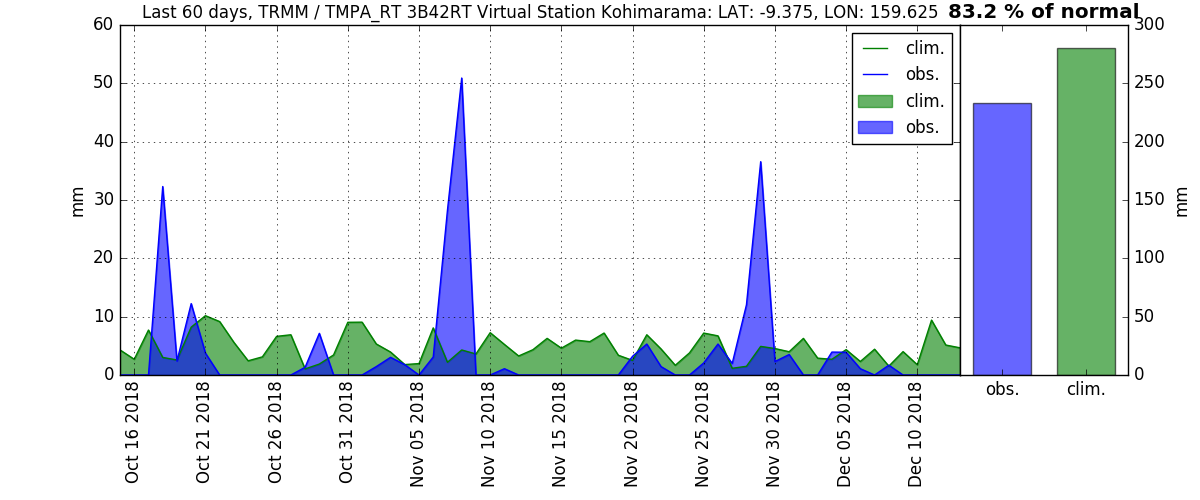 Last 60 days, TRMM / TMPA_RT 3B42RT Virtual Station Kohimarama: LAT: -9.375, LON: 159.625
83.2 % of normal
60
50
40
30
20
10
0
mm
clim.
obs.
clim.
obs.
Oct 16 2018
Oct 21 2018
Oct 26 2018
Oct 31 2018
Nov 05 2018
Nov 10 2018
Nov 15 2018
Nov 20 2018
Nov 25 2018
Nov 30 2018
Dec 05 2018
Dec 10 2018
300
250
200
150
100
50
0
mm
obs.
clim.